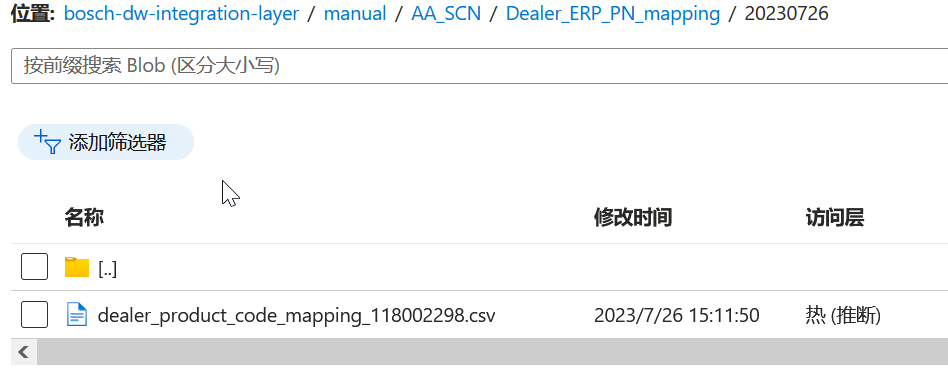 位置: bosch-dw-integration-layer / manual / AA_SCN / Dealer_ERP_PN_mapping / 20230726
按前缀搜索 Blob (区分大小写)
添加筛选器
名称 修改时间 访问层
[..]
dealer_product_code_mapping_118002298.csv 2023/7/26 15:11:50 热 (推断)